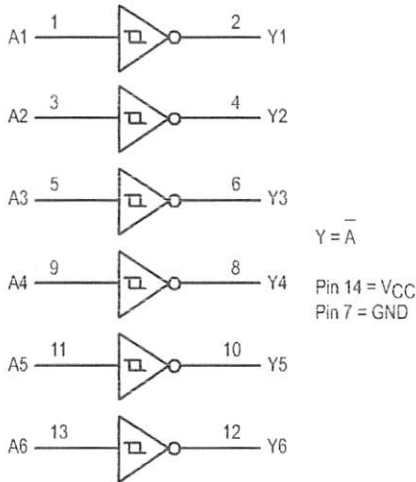 A1 1 2 Y1
A2 3 4 Y2
A3 5 6 Y3
Y = A̅
A4 9 8 Y4
Pin 14 = VCC
Pin 7 = GND
A5 11 10 Y5
A6 13 12 Y6